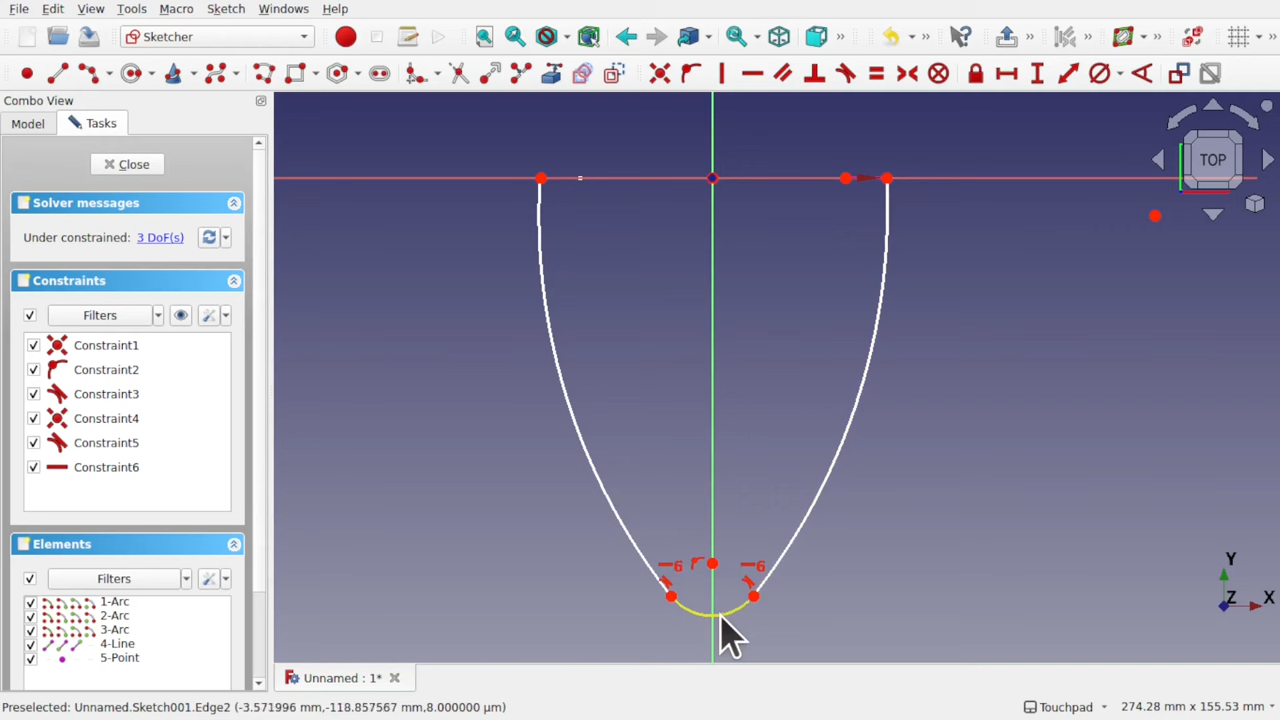 File Edit View Tools Macro Sketch Windows Help
Sketcher
Combo View
Model Tasks
TOP
Close
Solver messages
Under constrained: 3 DoF(s)
Constraints
Filters
Constraint1
Constraint2
Constraint3
Constraint4
Constraint5
Constraint6
6 6
Elements
Filters
1-Arc
2-Arc
3-Arc
4-Line
5-Point
Y
Z X
Unnamed : 1*
Preselected: Unnamed.Sketch001.Edge2 (-3.571996 mm,-118.857567 mm,8.000000 µm) Touchpad 274.28 mm x 155.53 mm